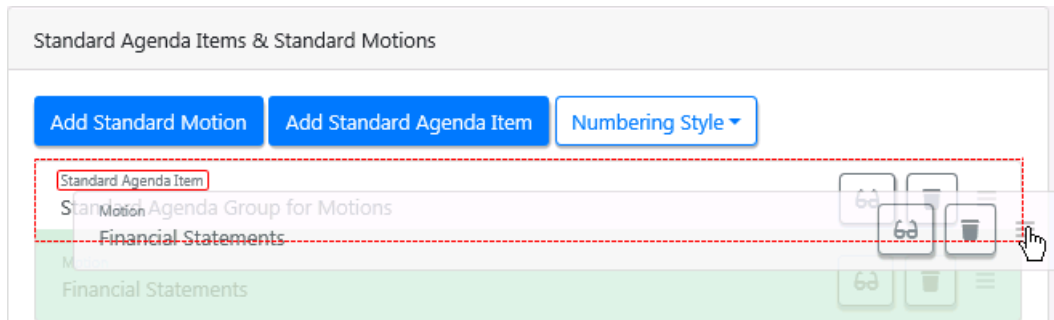 Standard Agenda Items & Standard Motions
Add Standard Motion Add Standard Agenda Item Numbering Style
Standard Agenda Item
Standard Agenda Group for Motions
Motion
Financial Statements
Motion
Financial Statements